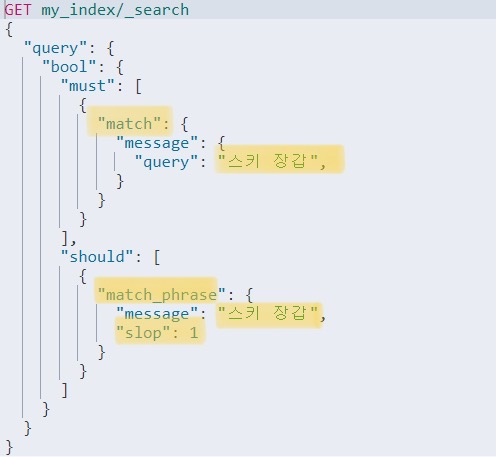 GET my_index/_search
{
  "query": {
    "bool": {
      "must": [
        {
          "match": {
            "message": {
              "query": "스키 장갑",
            }
          }
        }
      ],
      "should": [
        {
          "match_phrase": {
            "message": "스키 장갑",
            "slop": 1
          }
        }
      ]
    }
  }
}